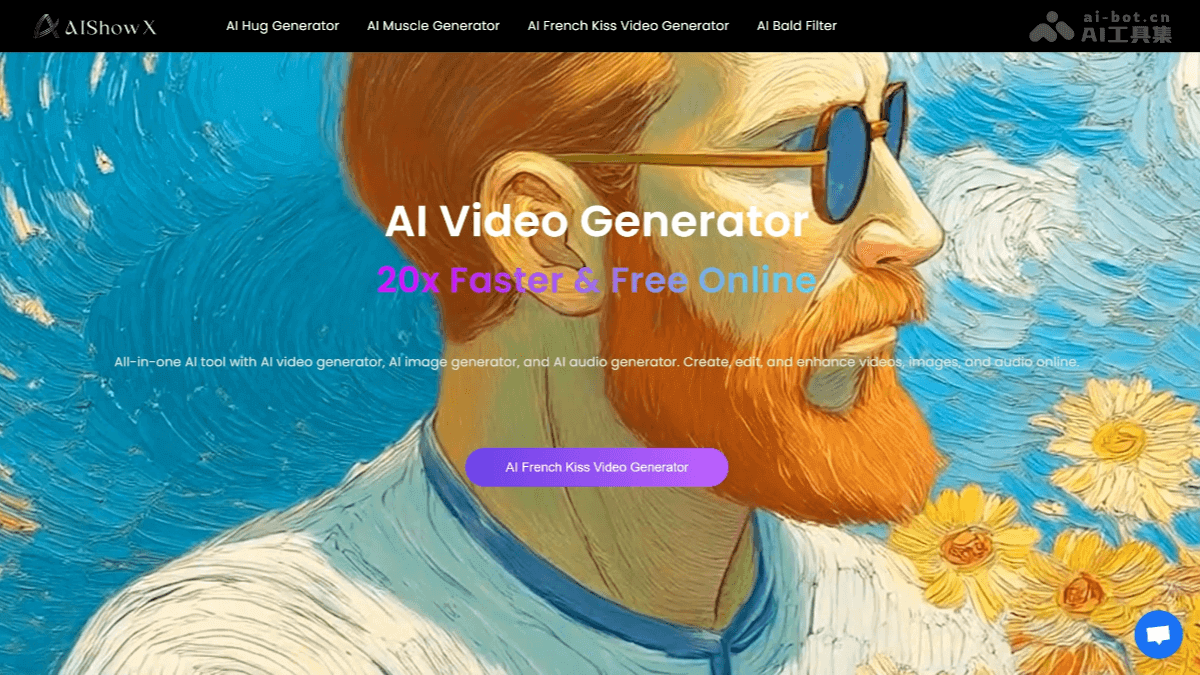 AIShowX
AI Hug Generator
AI Muscle Generator
AI French Kiss Video Generator
AI Bald Filter
ai-bot.cn
AI工具集
AI Video Generator
20x Faster & Free Online
All-in-one AI tool with AI video generator, AI image generator, and AI audio generator. Create, edit, and enhance videos, images, and audio online.
AI French Kiss Video Generator